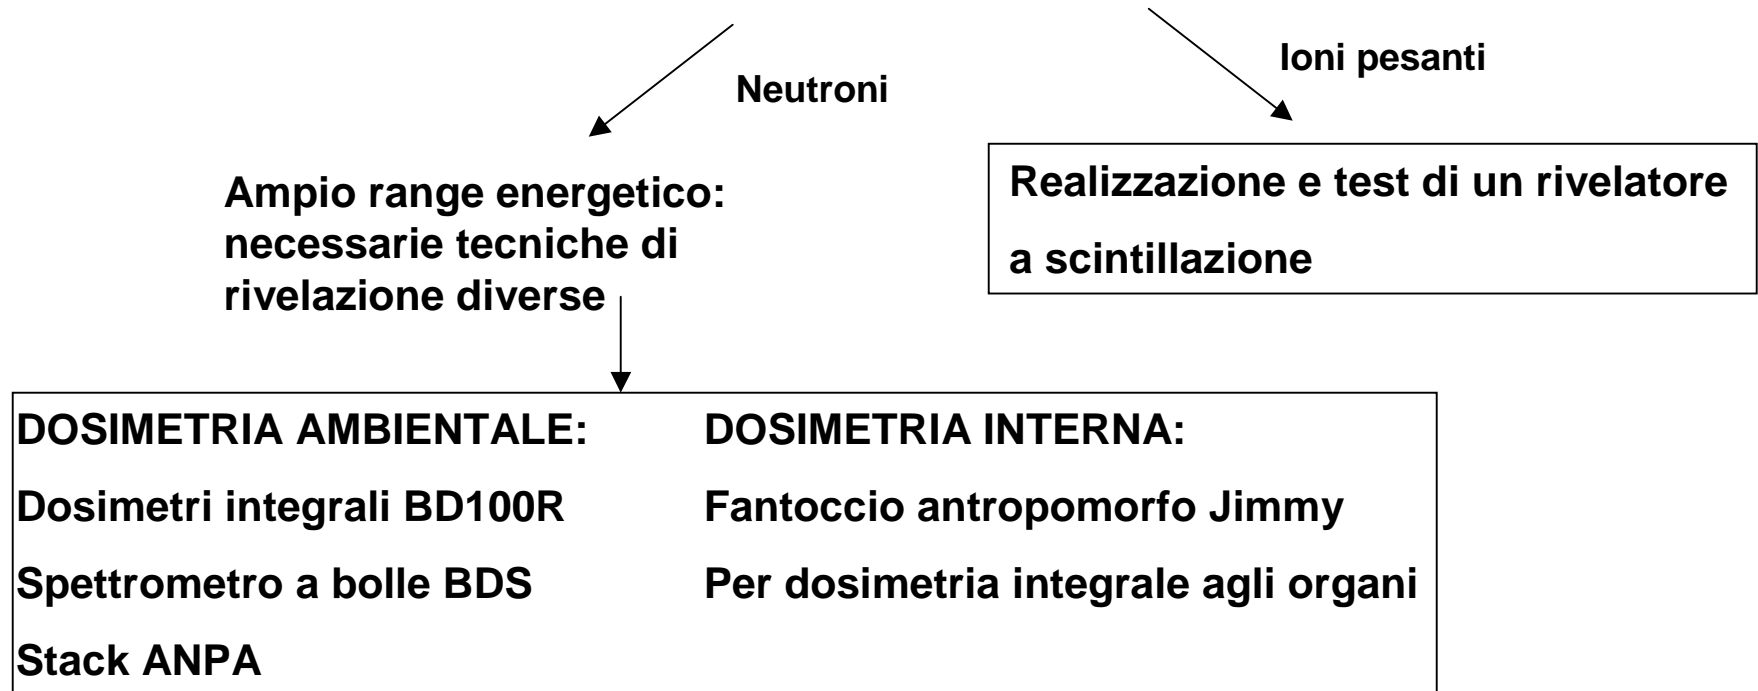 Neutroni
Ioni pesanti
Ampio range energetico:
necessarie tecniche di
rivelazione diverse
Realizzazione e test di un rivelatore
a scintillazione
DOSIMETRIA AMBIENTALE:
Dosimetri integrali BD100R
Spettrometro a bolle BDS
Stack ANPA
DOSIMETRIA INTERNA:
Fantoccio antropomorfo Jimmy
Per dosimetria integrale agli organi